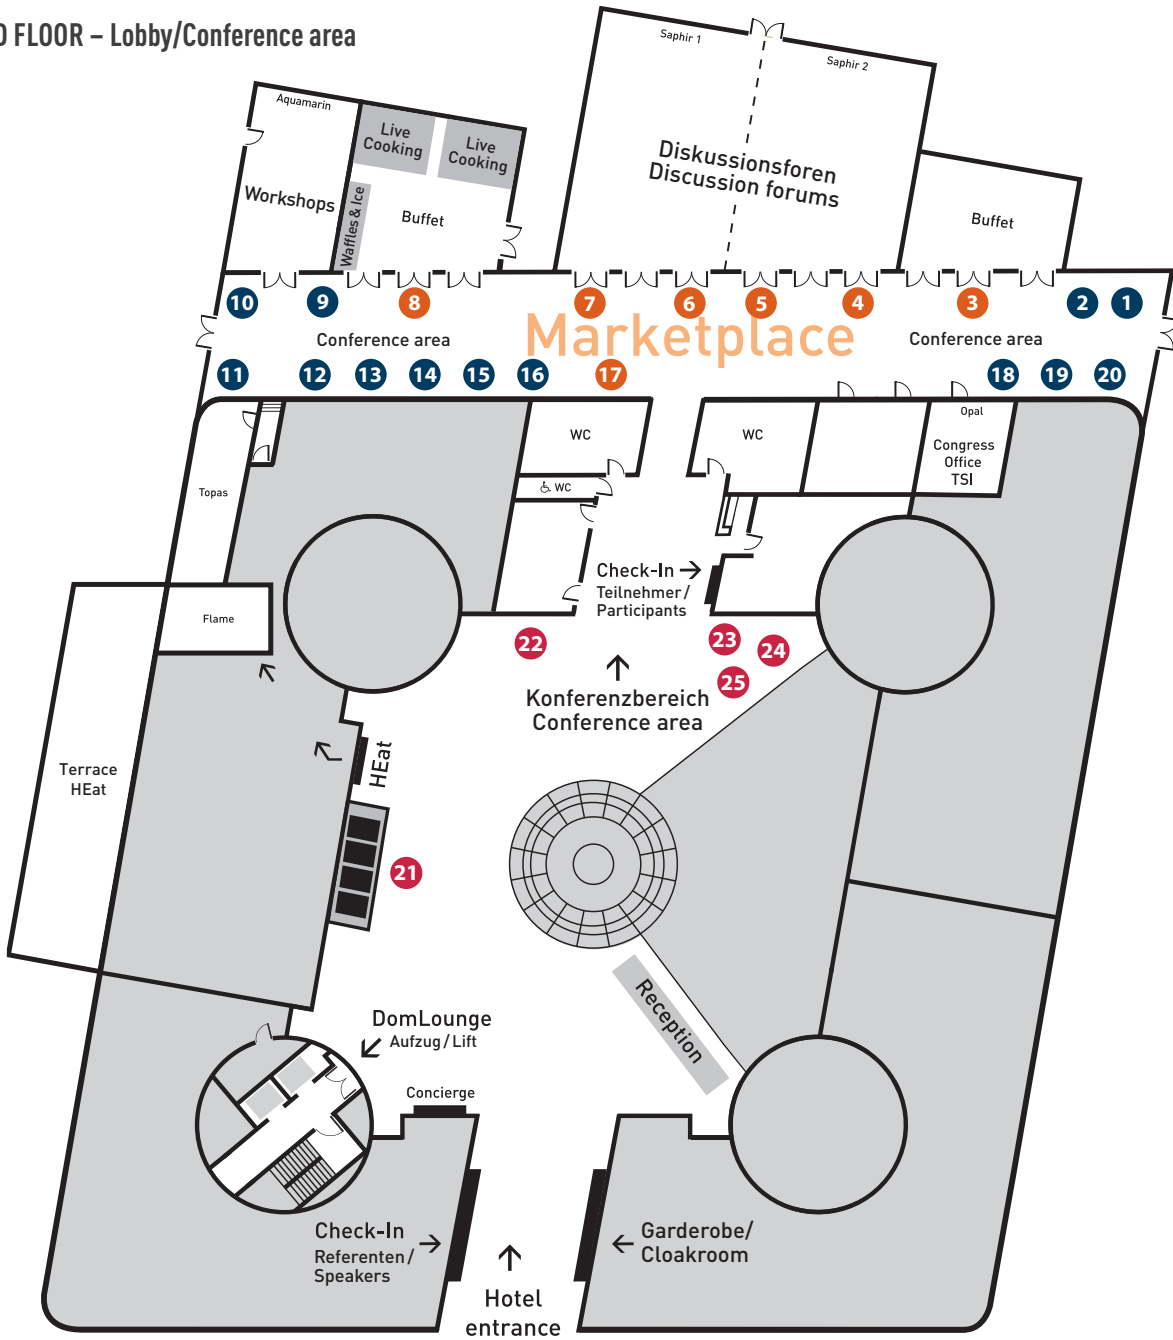 FLOOR – Lobby/Conference area
Saphir 1
Saphir 2
Aquamarin
Live
Cooking
Live
Cooking
Diskussionsforen
Discussion forums
Workshops
Waffles & Ice
Buffet
Buffet
10
9
8
7
6
5
4
3
2
1
Conference area
Marketplace
Conference area
11
12
13
14
15
16
17
18
19
20
WC
WC
Opal
Congress
Office
TSI
Topas
WC
Check-In
Teilnehmer/
Participants
Flame
22
23
24
25
Konferenzbereich
Conference area
HEat
Terrace
HEat
21
Reception
DomLounge
Aufzug/Lift
Concierge
Check-In
Referenten/
Speakers
Garderobe/
Cloakroom
Hotel
entrance